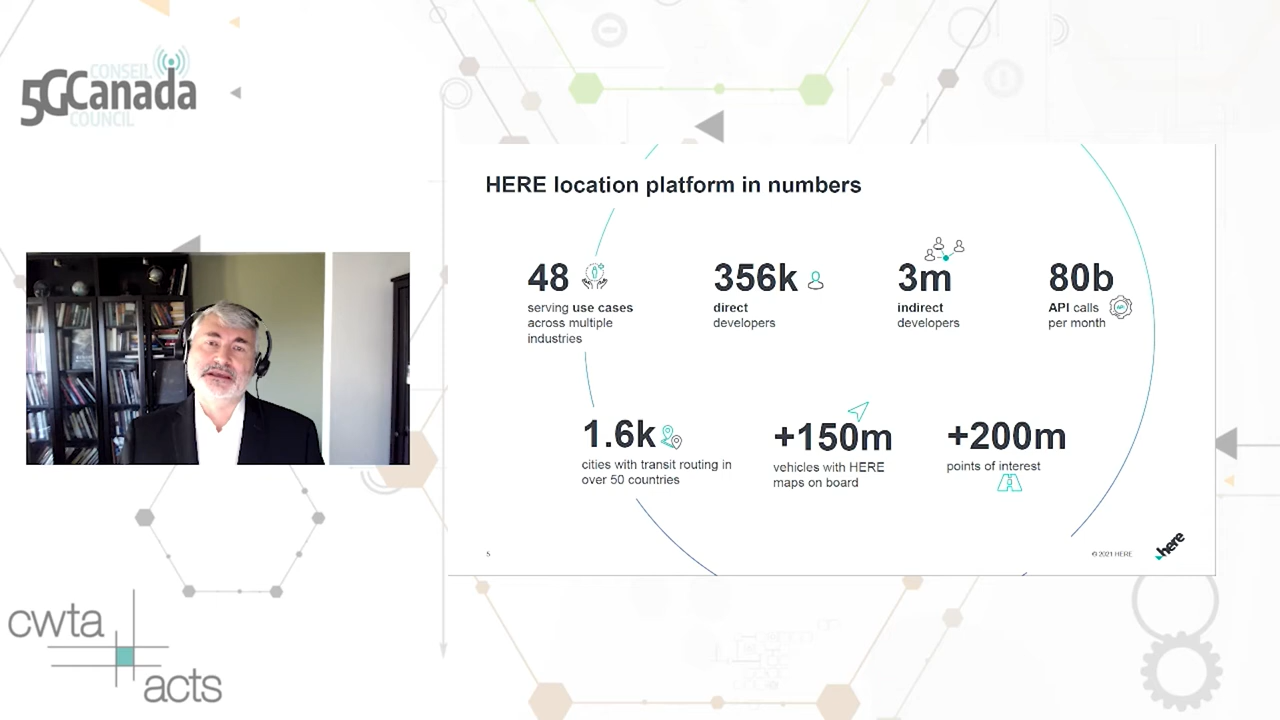 CONSEIL
5GCanada
COUNCIL
HERE location platform in numbers
48
serving use cases
across multiple
industries
356k
direct
developers
3m
indirect
developers
80b
API calls
per month
API
1.6k
cities with transit routing in
over 50 countries
+150m
vehicles with HERE
maps on board
+200m
points of interest
5
© 2021 HERE
here
cwta
acts